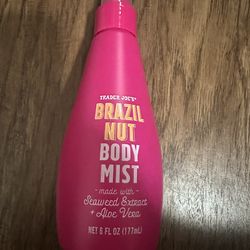 TRADER JOE'S
BRAZIL
NUT
BODY
MIST
- made with -
Seaweed Extract
+ Aloe Vera
NET 6 FL OZ (177mL)